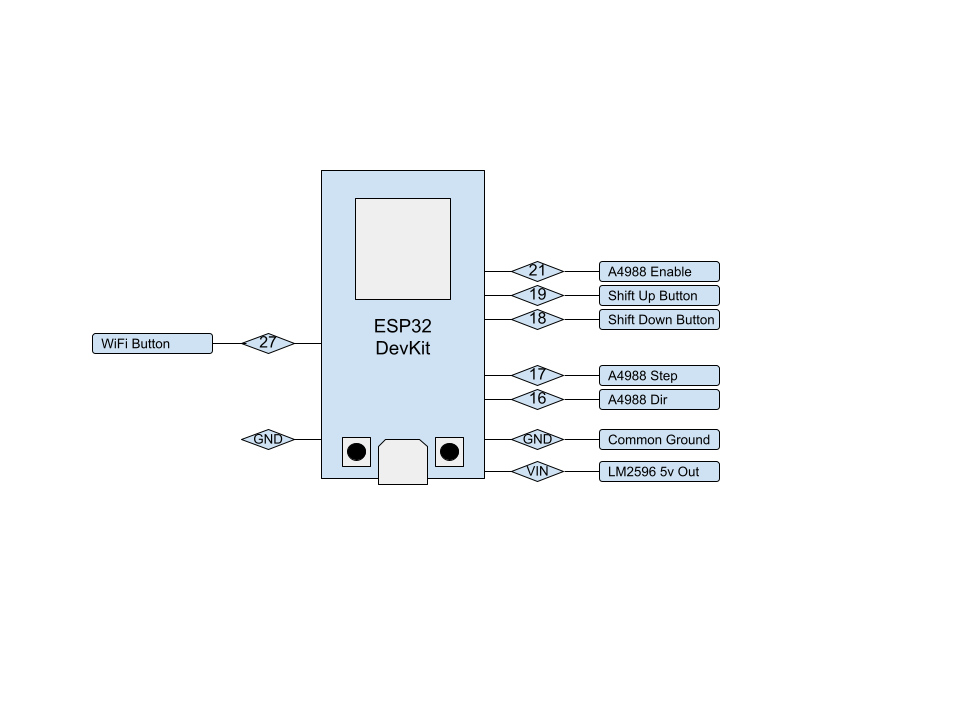 21 A4988 Enable
19 Shift Up Button
18 Shift Down Button
ESP32
DevKit
WiFi Button 27
17 A4988 Step
16 A4988 Dir
GND GND Common Ground
VIN LM2596 5v Out